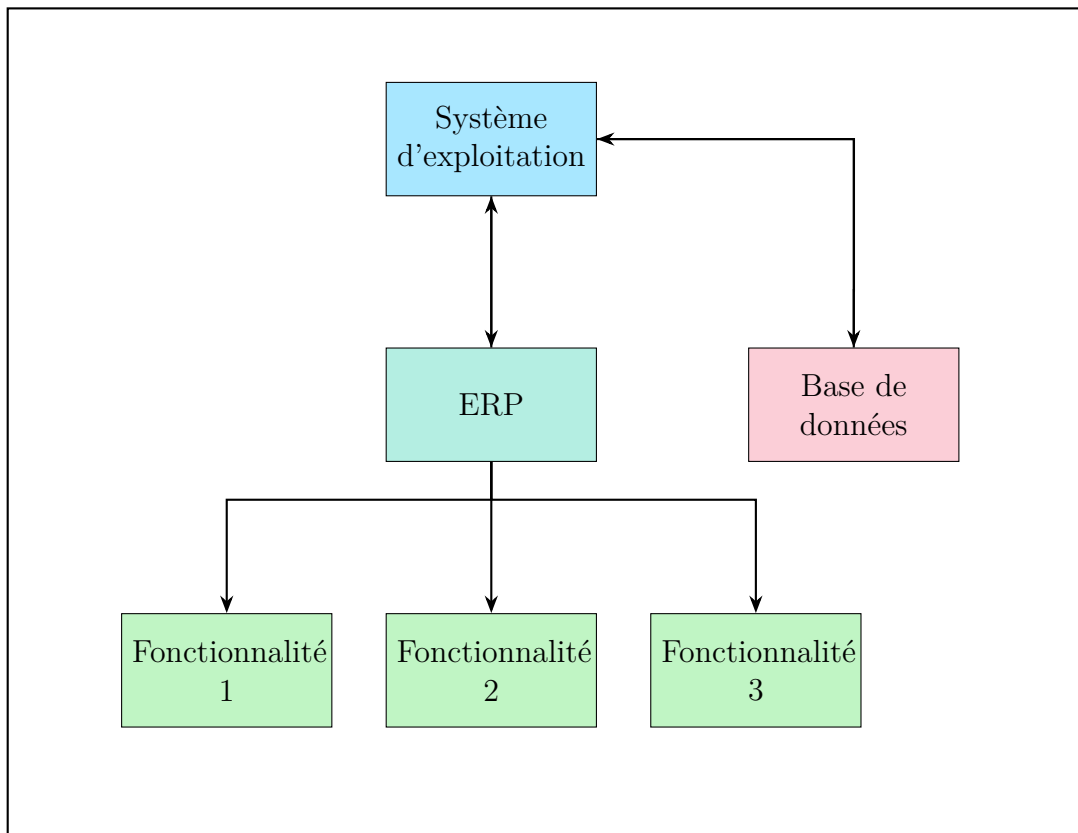 Système
d'exploitation
ERP
Base de
données
Fonctionnalité
1
Fonctionnalité
2
Fonctionnalité
3